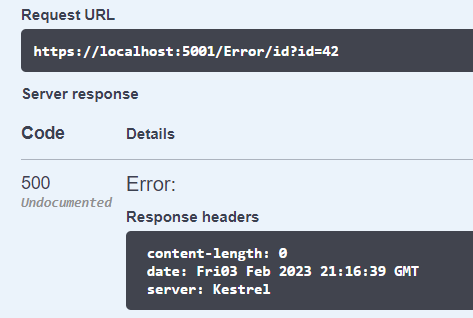 Request URL
https://localhost:5001/Error/id?id=42
Server response
Code Details
500 Error:
Undocumented
Response headers
content-length: 0
date: Fri03 Feb 2023 21:16:39 GMT
server: Kestrel